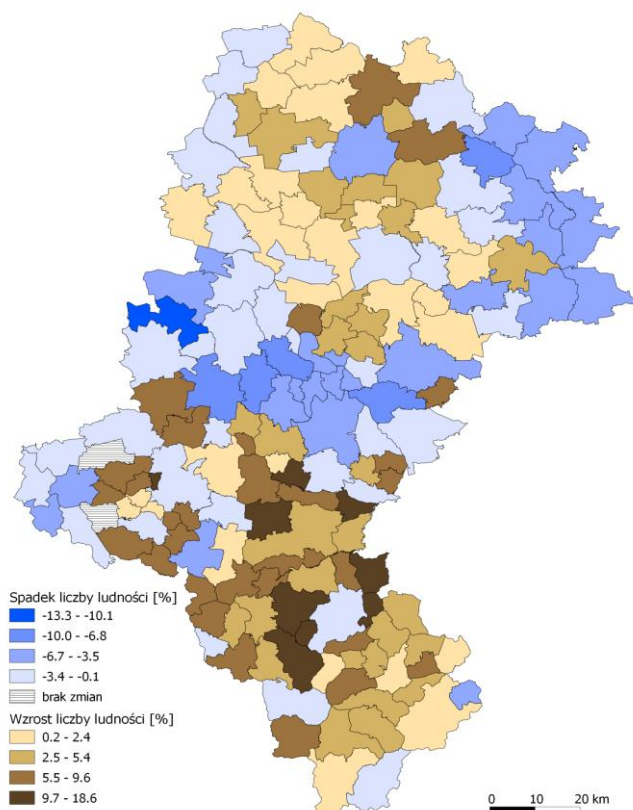 Spadek liczby ludności [%]
-13.3 - -10.1
-10.0 - -6.8
-6.7 - -3.5
-3.4 - -0.1
brak zmian
Wzrost liczby ludności [%]
0.2 - 2.4
2.5 - 5.4
5.5 - 9.6
9.7 - 18.6
0 10 20 km